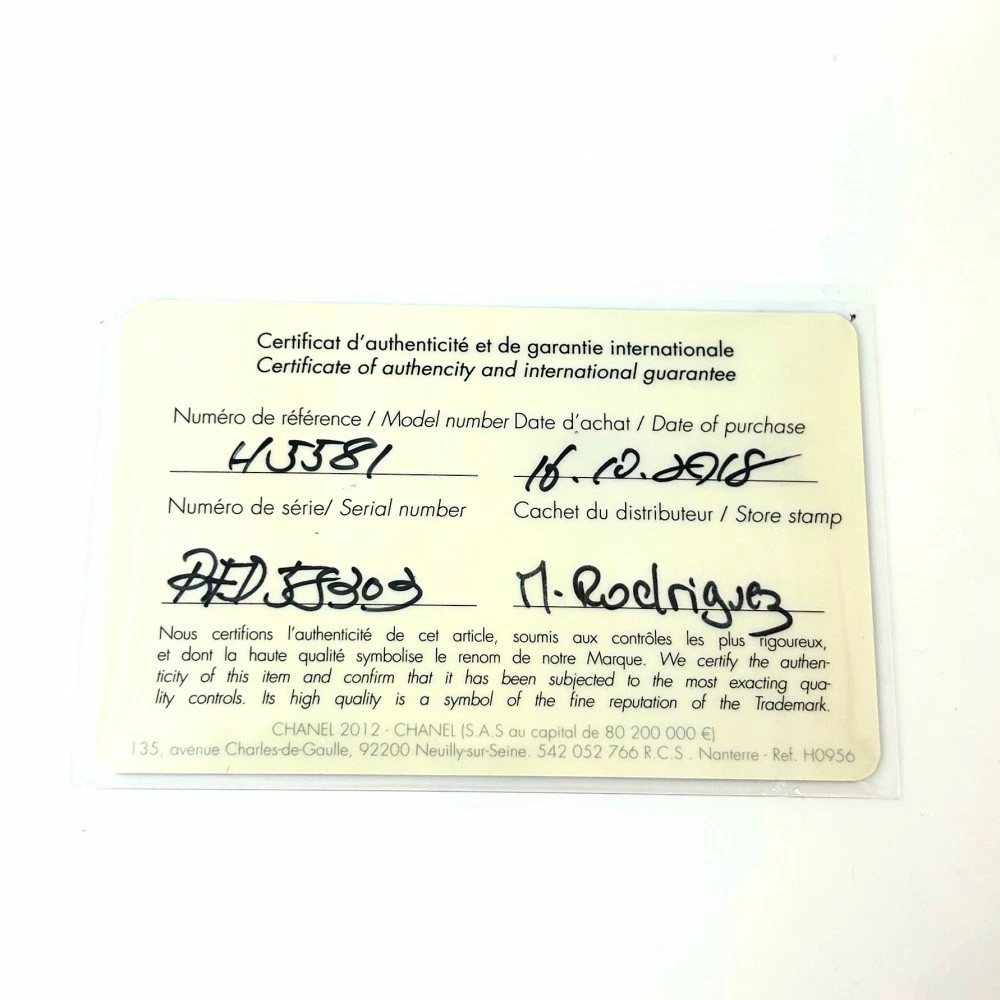 Certificat d'authenticité et de garantie internationale
Certificate of authencity and international guarantee
Numéro de référence / Model number Date d'achat / Date of purchase
H5581 16.10.2018
Numéro de série/ Serial number Cachet du distributeur / Store stamp
M. Rodriguez
Nous certifions l'authenticité de cet article, soumis aux contrôles les plus rigoureux,
et dont la haute qualité symbolise le renom de notre Marque. We certify the authen-
ticity of this item and confirm that it has been subjected to the most exacting qua-
lity controls. Its high quality is a symbol of the fine reputation of the Trademark.
CHANEL 2012 - CHANEL (S.A.S au capital de 80 200 000 €)
135, avenue Charles-de-Gaulle, 92200 Neuilly-sur-Seine. 542 052 766 R.C.S . Nanterre - Ref. H0956